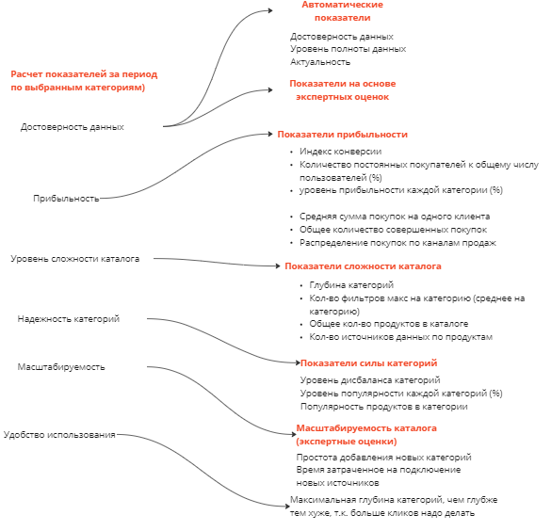 Автоматические
показатели
Достоверность данных
Уровень полноты данных
Актуальность
Расчет показателей за период
по выбранным категориям)
Показатели на основе
экспертных оценок
Достоверность данных
Показатели прибыльности
• Индекс конверсии
• Количество постоянных покупателей к общему числу
пользователей (%)
• уровень прибыльности каждой категории (%)
Прибыльность
• Средняя сумма покупок на одного клиента
• Общее количество совершенных покупок
• Распределение покупок по каналам продаж
Уровень сложности каталога
Показатели сложности каталога
• Глубина категорий
• Кол-во фильтров макс на категорию (среднее на
категорию)
• Общее кол-во продуктов в каталоге
• Кол-во источников данных по продуктам
Надежность категорий
Показатели силы категорий
Уровень дисбаланса категорий
Уровень популярности каждой категорий (%)
Популярность продуктов в категории
Масштабируемость
Масштабируемость каталога
(экспертные оценки)
Простота добавления новых категорий
Время затраченное на подключение
новых источников
Удобство использования
Максимальная глубина категорий, чем глубже
тем хуже, т.к. больше кликов надо делать